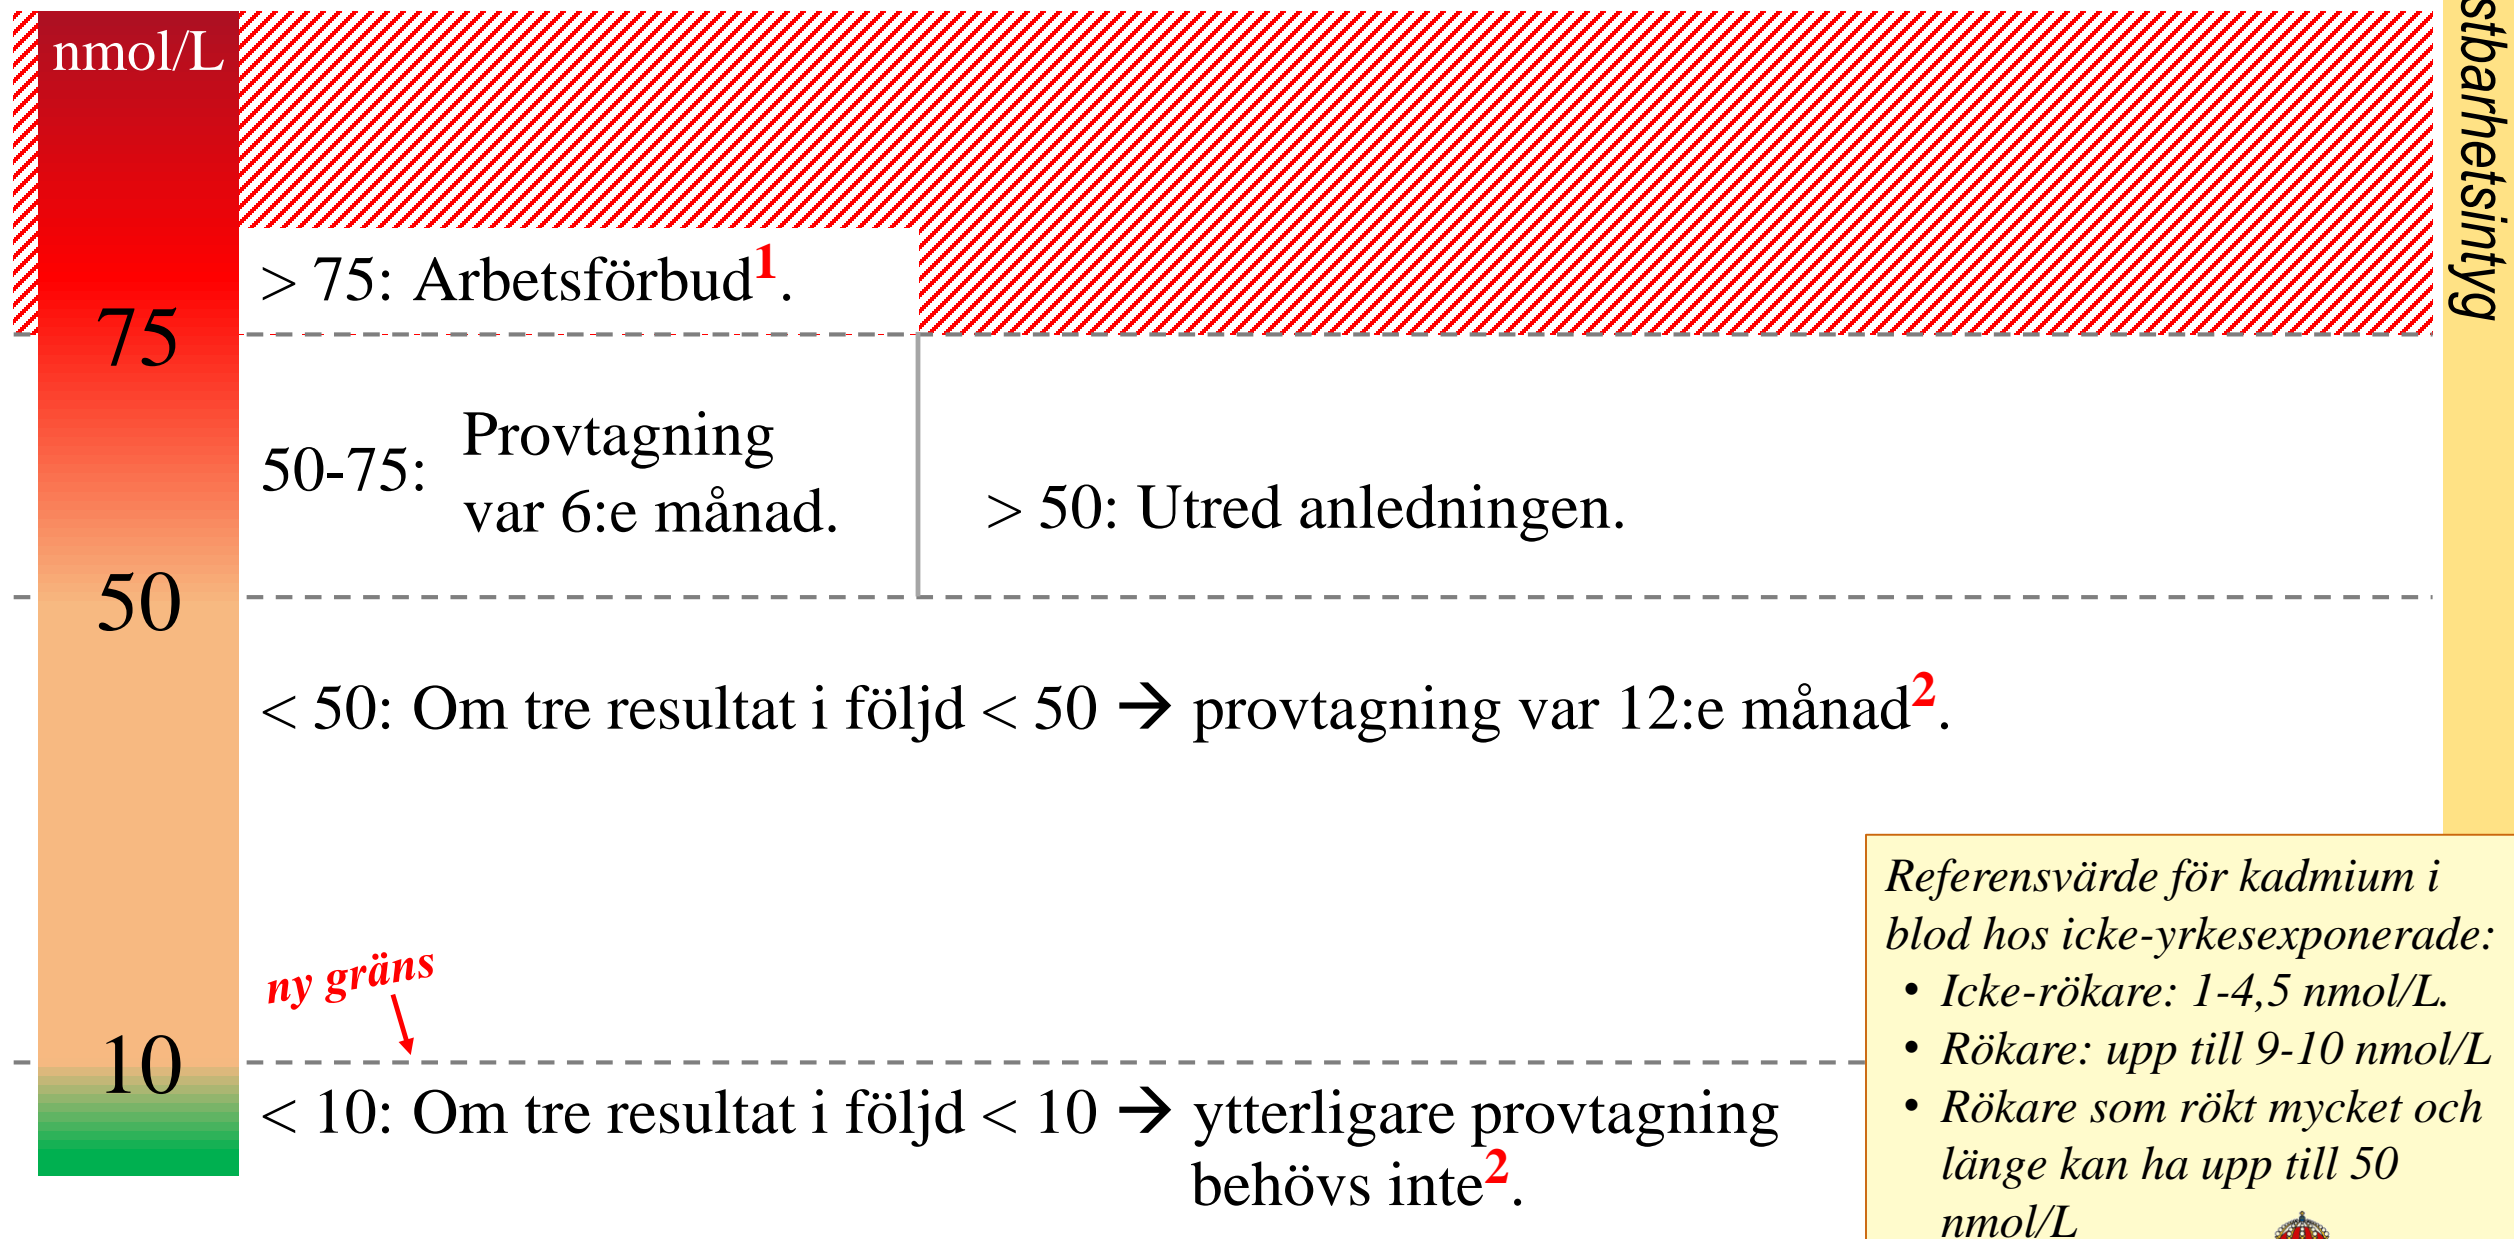 nmol/L
> 75: Arbetsförbud1.
75
50-75: Provtagning
var 6:e månad.
> 50: Utred anledningen.
50
< 50: Om tre resultat i följd < 50 → provtagning var 12:e månad2.
ny gräns
10
< 10: Om tre resultat i följd < 10 → ytterligare provtagning
behövs inte2.
Referensvärde för kadmium i
blod hos icke-yrkesexponerade:
• Icke-rökare: 1-4,5 nmol/L.
• Rökare: upp till 9-10 nmol/L
• Rökare som rökt mycket och
länge kan ha upp till 50
nmol/L